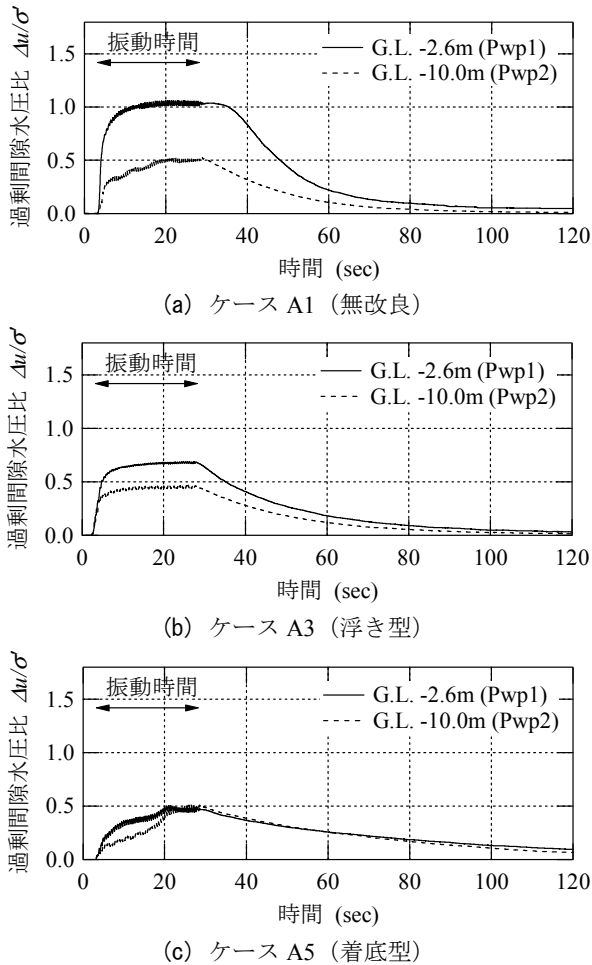 過剰間隙水圧比 Δu/σ'
振動時間
G.L. -2.6m (Pwp1)
G.L. -10.0m (Pwp2)
1.5
1.0
0.5
0.0
0 20 40 60 80 100 120
時間 (sec)
(a) ケース A1（無改良）
過剰間隙水圧比 Δu/σ'
振動時間
G.L. -2.6m (Pwp1)
G.L. -10.0m (Pwp2)
1.5
1.0
0.5
0.0
0 20 40 60 80 100 120
時間 (sec)
(b) ケース A3（浮き型）
過剰間隙水圧比 Δu/σ'
振動時間
G.L. -2.6m (Pwp1)
G.L. -10.0m (Pwp2)
1.5
1.0
0.5
0.0
0 20 40 60 80 100 120
時間 (sec)
(c) ケース A5（着底型）